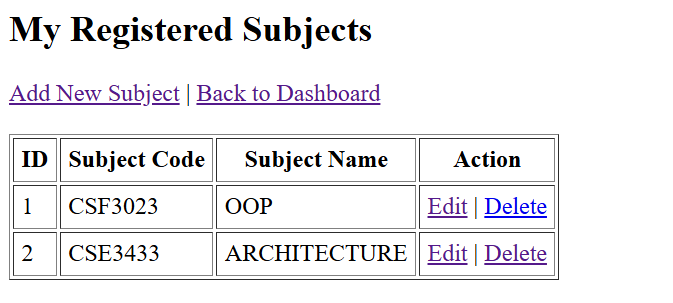 My Registered Subjects
Add New Subject | Back to Dashboard
ID Subject Code Subject Name Action
1 CSF3023 OOP Edit | Delete
2 CSE3433 ARCHITECTURE Edit | Delete